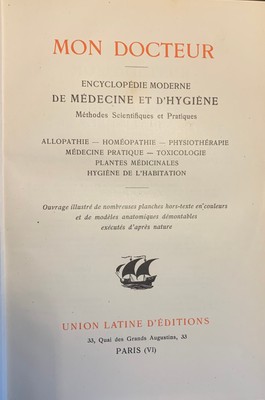 MON DOCTEUR
ENCYCLOPÉDIE MODERNE
DE MÉDECINE ET D'HYGIÈNE
Méthodes Scientifiques et Pratiques
ALLOPATHIE — HOMÉOPATHIE — PHYSIOTHÉRAPIE
MÉDECINE PRATIQUE — TOXICOLOGIE
PLANTES MÉDICINALES
HYGIÈNE DE L'HABITATION
Ouvrage illustré de nombreuses planches hors-texte en couleurs
et de modèles anatomiques démontables
exécutés d'après nature
UNION LATINE D'ÉDITIONS
33, Quai des Grands Augustins, 33
PARIS (VI)